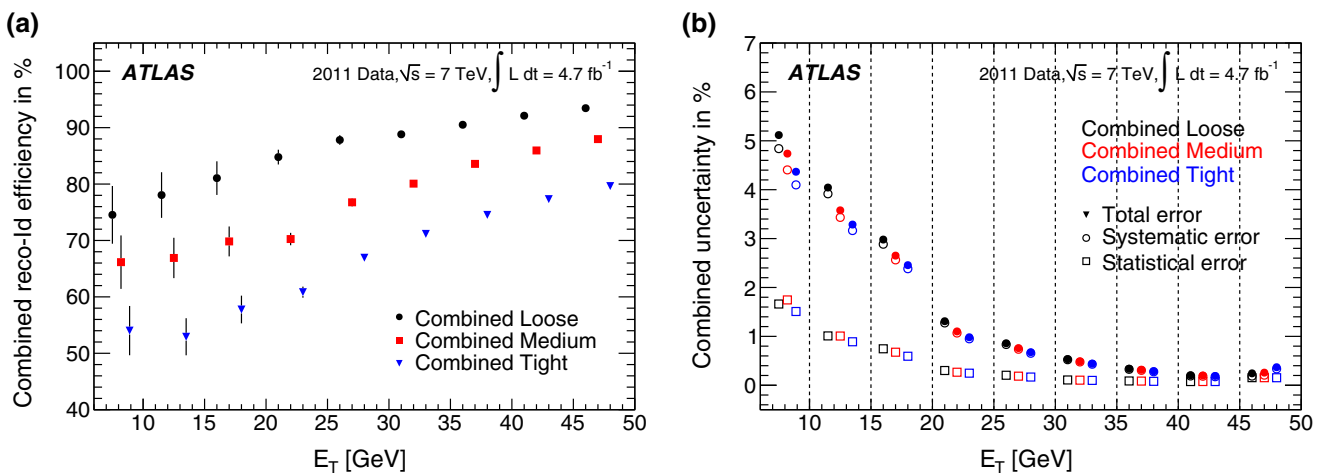 (a)
Combined reco-Id efficiency in %
100
90
80
70
60
50
40
ATLAS
2011 Data, √s = 7 TeV, ∫ L dt = 4.7 fb⁻¹
Combined Loose
Combined Medium
Combined Tight
10 15 20 25 30 35 40 45 50
E_T [GeV]
(b)
Combined uncertainty in %
7
6
5
4
3
2
1
0
ATLAS
2011 Data, √s = 7 TeV, ∫ L dt = 4.7 fb⁻¹
Combined Loose
Combined Medium
Combined Tight
Total error
Systematic error
Statistical error
10 15 20 25 30 35 40 45 50
E_T [GeV]